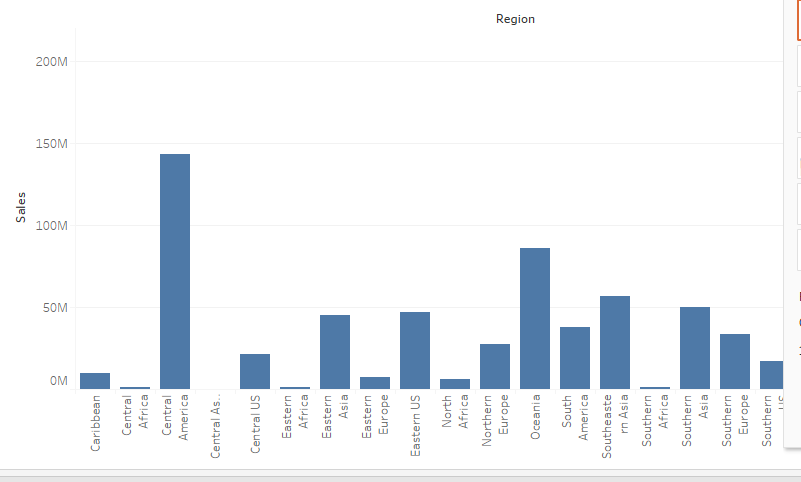 Region
200M
150M
100M
50M
0M
Sales
Caribbean
Central
Africa
Central
America
Central As..
Central US
Eastern
Africa
Eastern
Asia
Eastern
Europe
Eastern US
North
Africa
Northern
Europe
Oceania
South
America
Southeaste
rn Asia
Southern
Africa
Southern
Asia
Southern
Europe
Southern
US